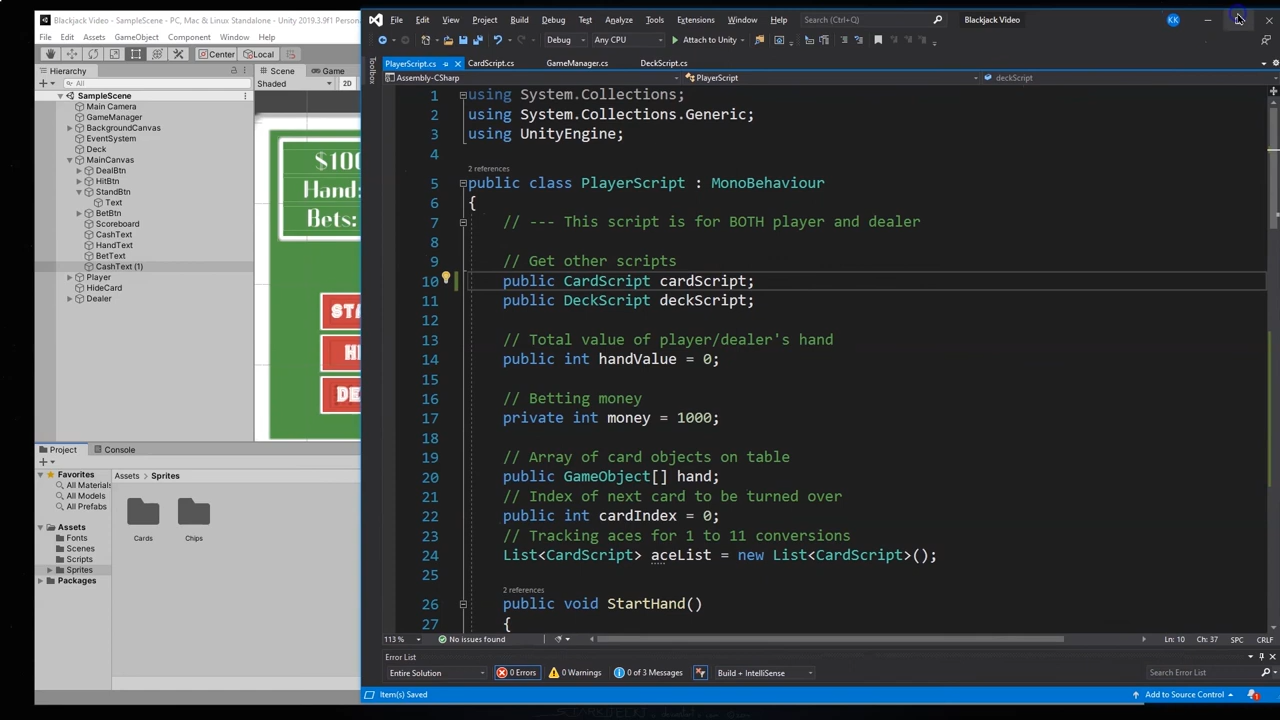 Blackjack Video - SampleScene - PC, Mac & Linux Standalone - Unity 2019.3.9f1 Persona
File Edit Assets GameObject Component Window Help
Center Local
Hierarchy
Scene Game
All
Shaded 2D
SampleScene
Main Camera
GameManager
BackgroundCanvas
EventSystem
Deck
MainCanvas
DealBtn
HitBtn
StandBtn
Text
BetBtn
Scoreboard
CashText
HandText
BetText
CashText (1)
Player
HideCard
Dealer
$100
Hand:
Bets:
STA
HI
DE
Project Console
Favorites
All Materials
All Models
All Prefabs
Assets
Fonts
Scenes
Scripts
Sprites
Packages
Assets > Sprites
Cards Chips
File Edit View Project Build Debug Test Analyze Tools Extensions Window Help Search (Ctrl+Q) Blackjack Video KK
Debug Any CPU Attach to Unity
Toolbox
PlayerScript.cs CardScript.cs GameManager.cs DeckScript.cs
Assembly-CSharp PlayerScript deckScript
1 using System.Collections;
2 using System.Collections.Generic;
3 using UnityEngine;
4
2 references
5 public class PlayerScript : MonoBehaviour
6 {
7 // --- This script is for BOTH player and dealer
8
9 // Get other scripts
10 public CardScript cardScript;
11 public DeckScript deckScript;
12
13 // Total value of player/dealer's hand
14 public int handValue = 0;
15
16 // Betting money
17 private int money = 1000;
18
19 // Array of card objects on table
20 public GameObject[] hand;
21 // Index of next card to be turned over
22 public int cardIndex = 0;
23 // Tracking aces for 1 to 11 conversions
24 List<CardScript> aceList = new List<CardScript>();
25
2 references
26 public void StartHand()
27 {
113 % No issues found Ln: 10 Ch: 37 SPC CRLF
Error List
Entire Solution 0 Errors 0 Warnings 0 of 3 Messages Build + IntelliSense Search Error List
Item(s) Saved Add to Source Control 1